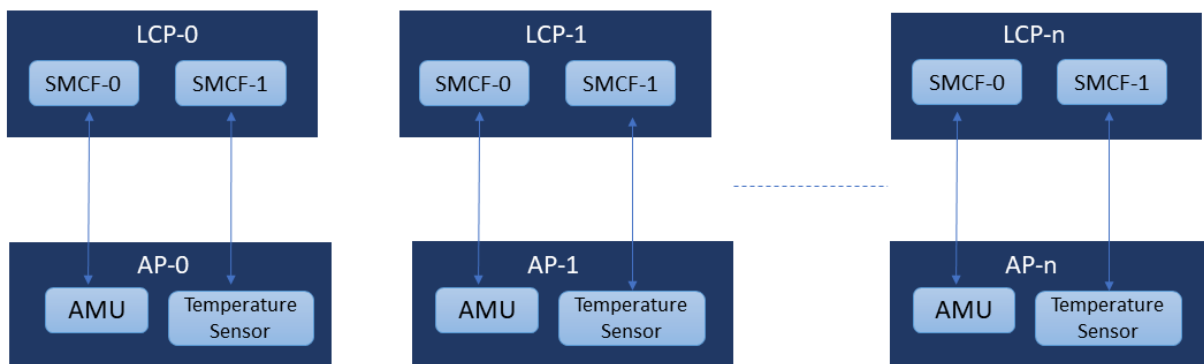 LCP-0
SMCF-0
SMCF-1
LCP-1
SMCF-0
SMCF-1
LCP-n
SMCF-0
SMCF-1
AP-0
AMU
Temperature
Sensor
AP-1
AMU
Temperature
Sensor
AP-n
AMU
Temperature
Sensor